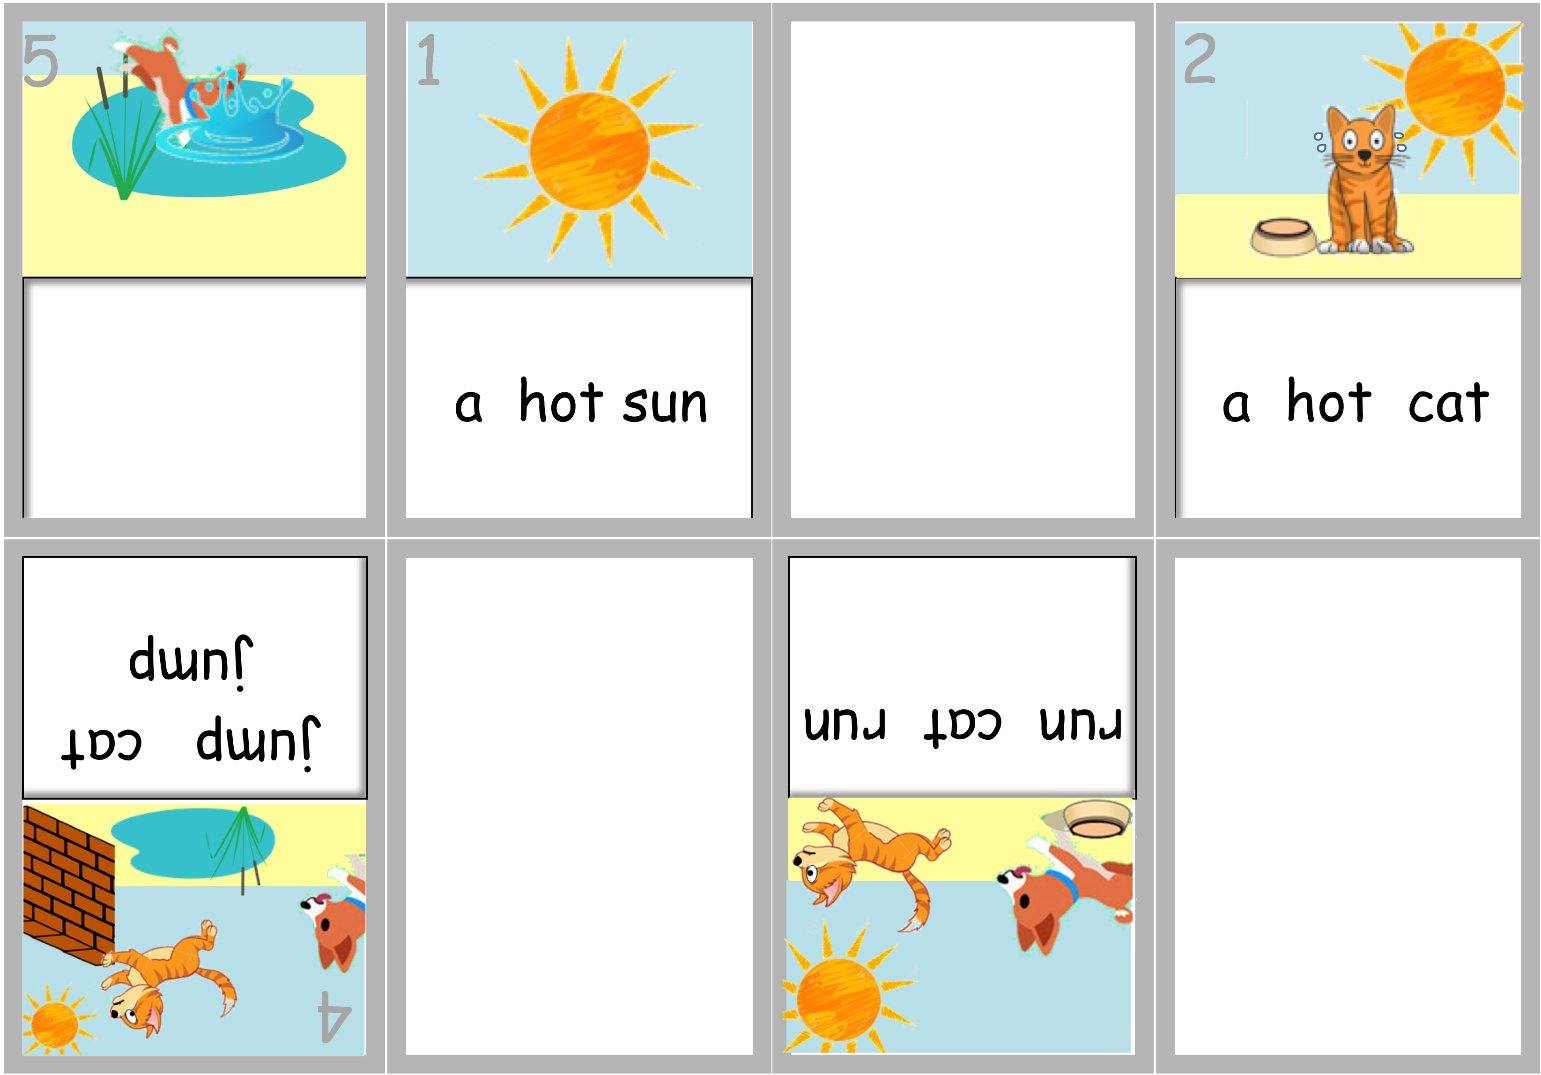 5
1
a hot sun
2
a hot cat
jump cat
jump
4
run cat run